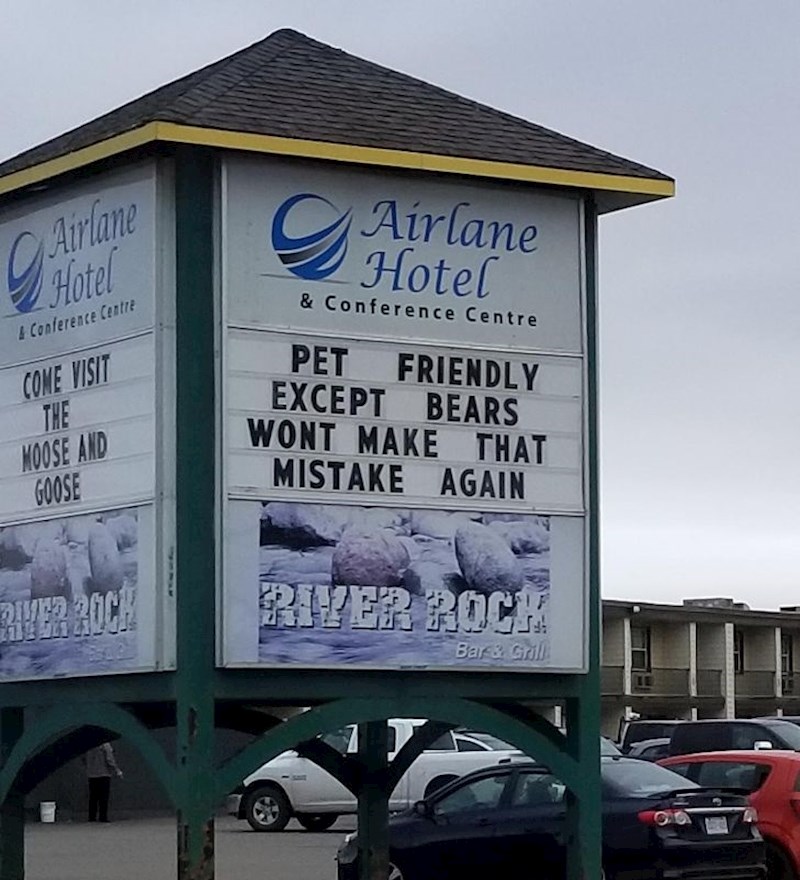 Airlane
Hotel
& Conference Centre
COME VISIT
THE
MOOSE AND
GOOSE
RIVER ROCK
Airlane
Hotel
& Conference Centre
PET FRIENDLY
EXCEPT BEARS
WONT MAKE THAT
MISTAKE AGAIN
RIVER ROCK
Bar & Grill